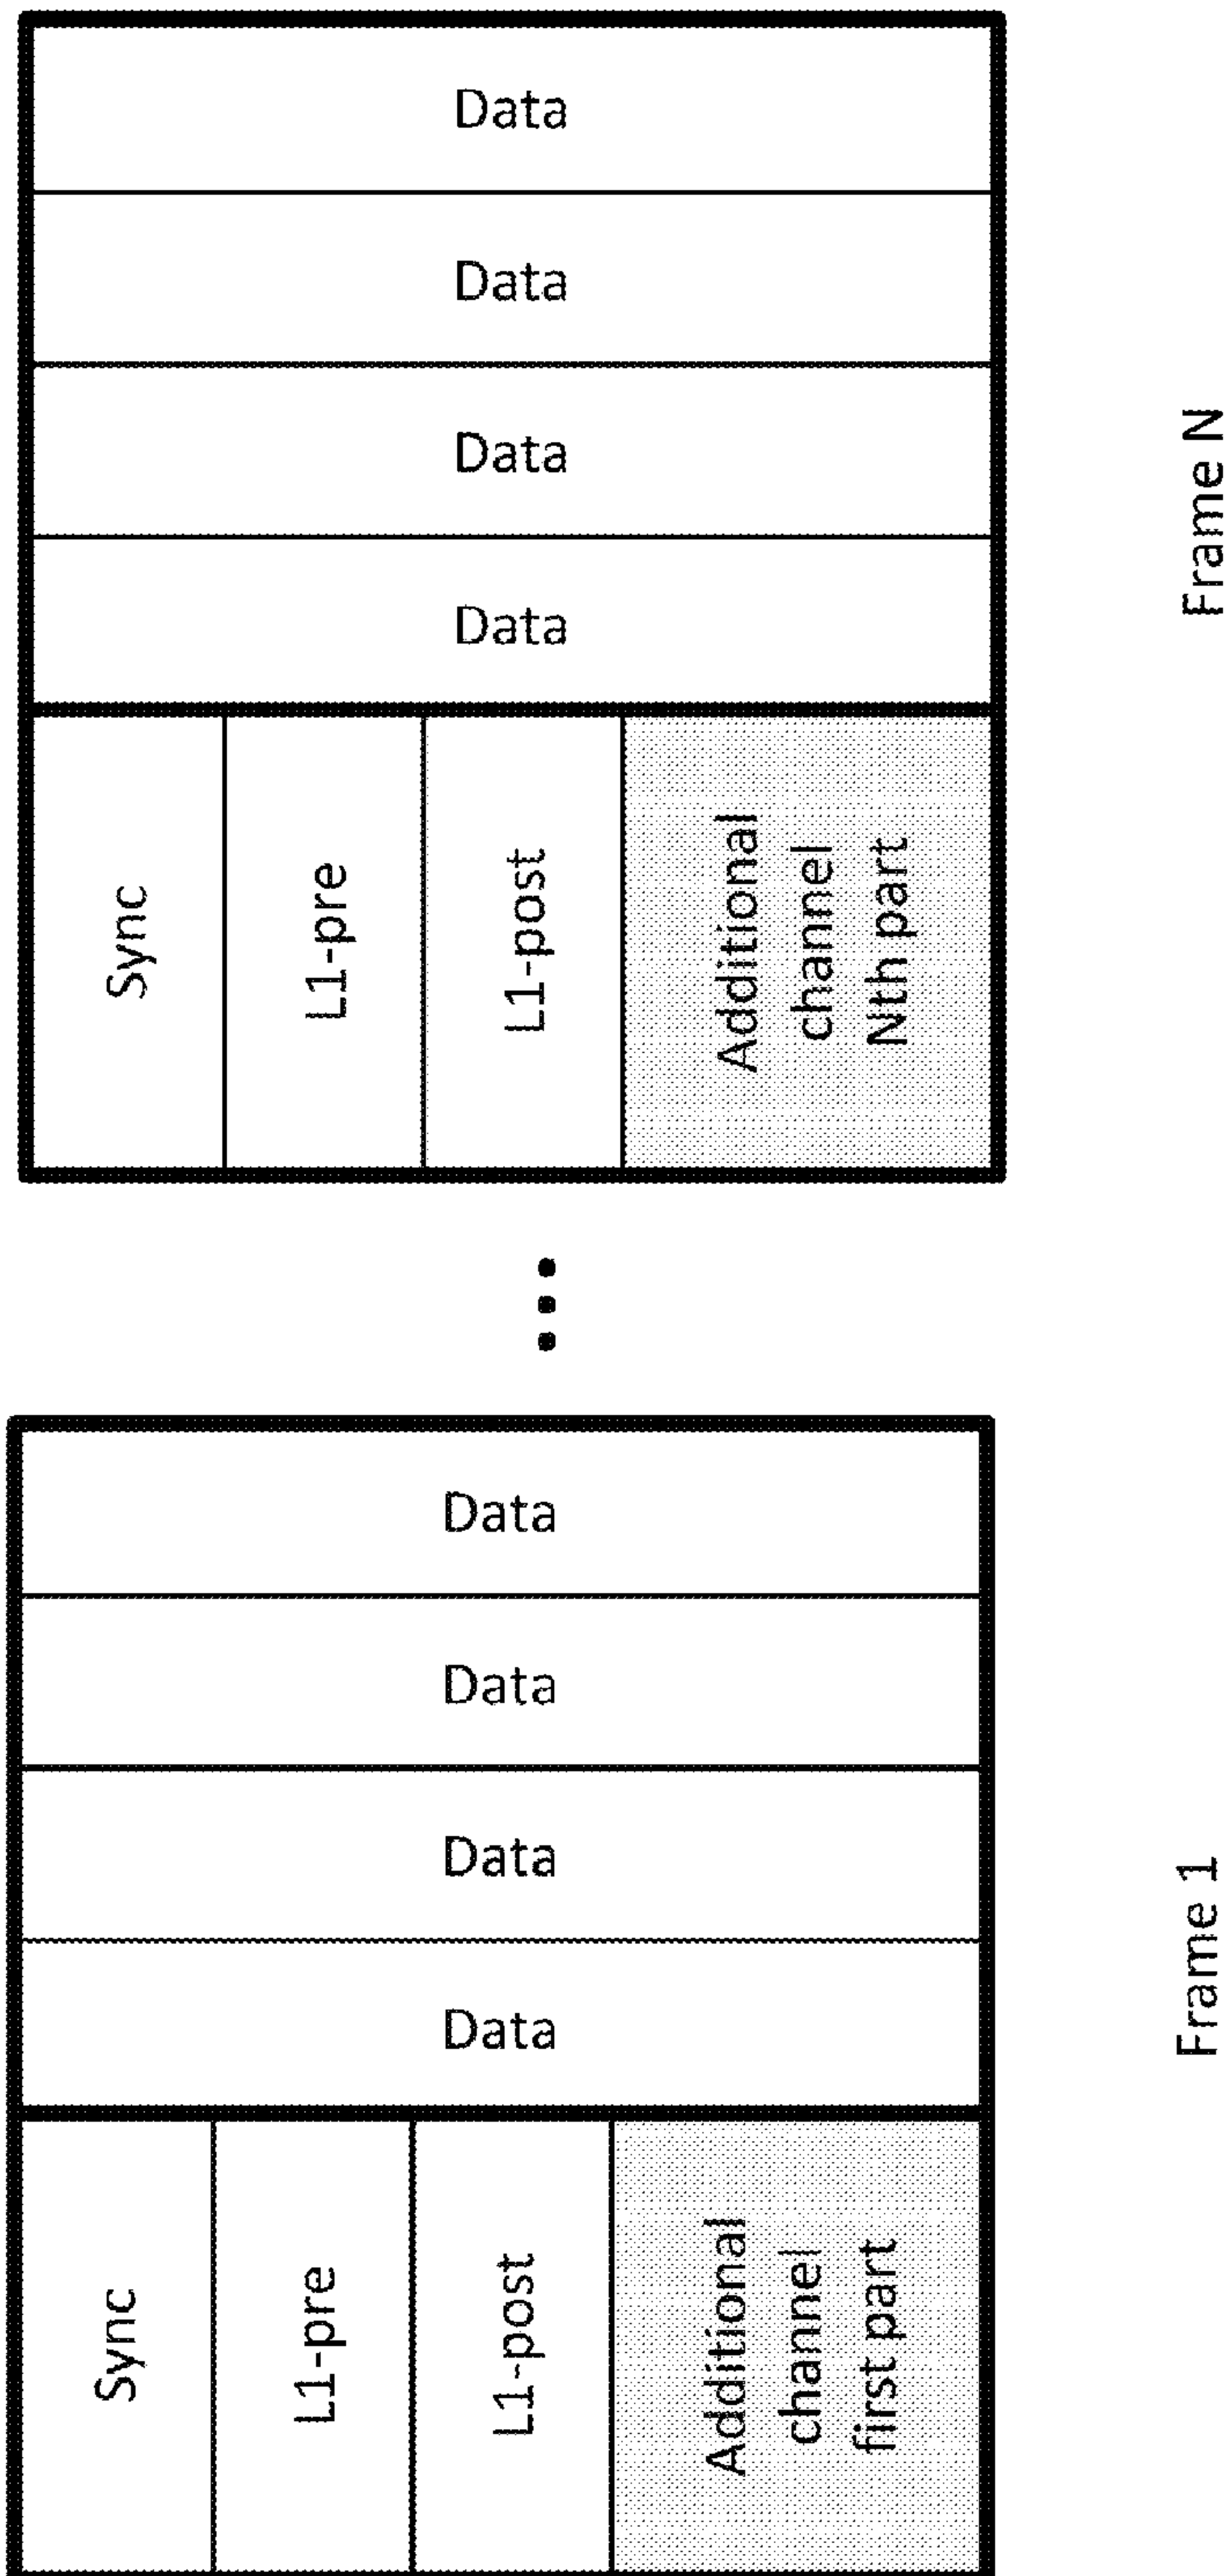 Sync
L1-pre
L1-post
Additional
channel
first part
Data
Data
Data
Data
Frame 1
...
Sync
L1-pre
L1-post
Additional
channel
Nth part
Data
Data
Data
Data
Frame N